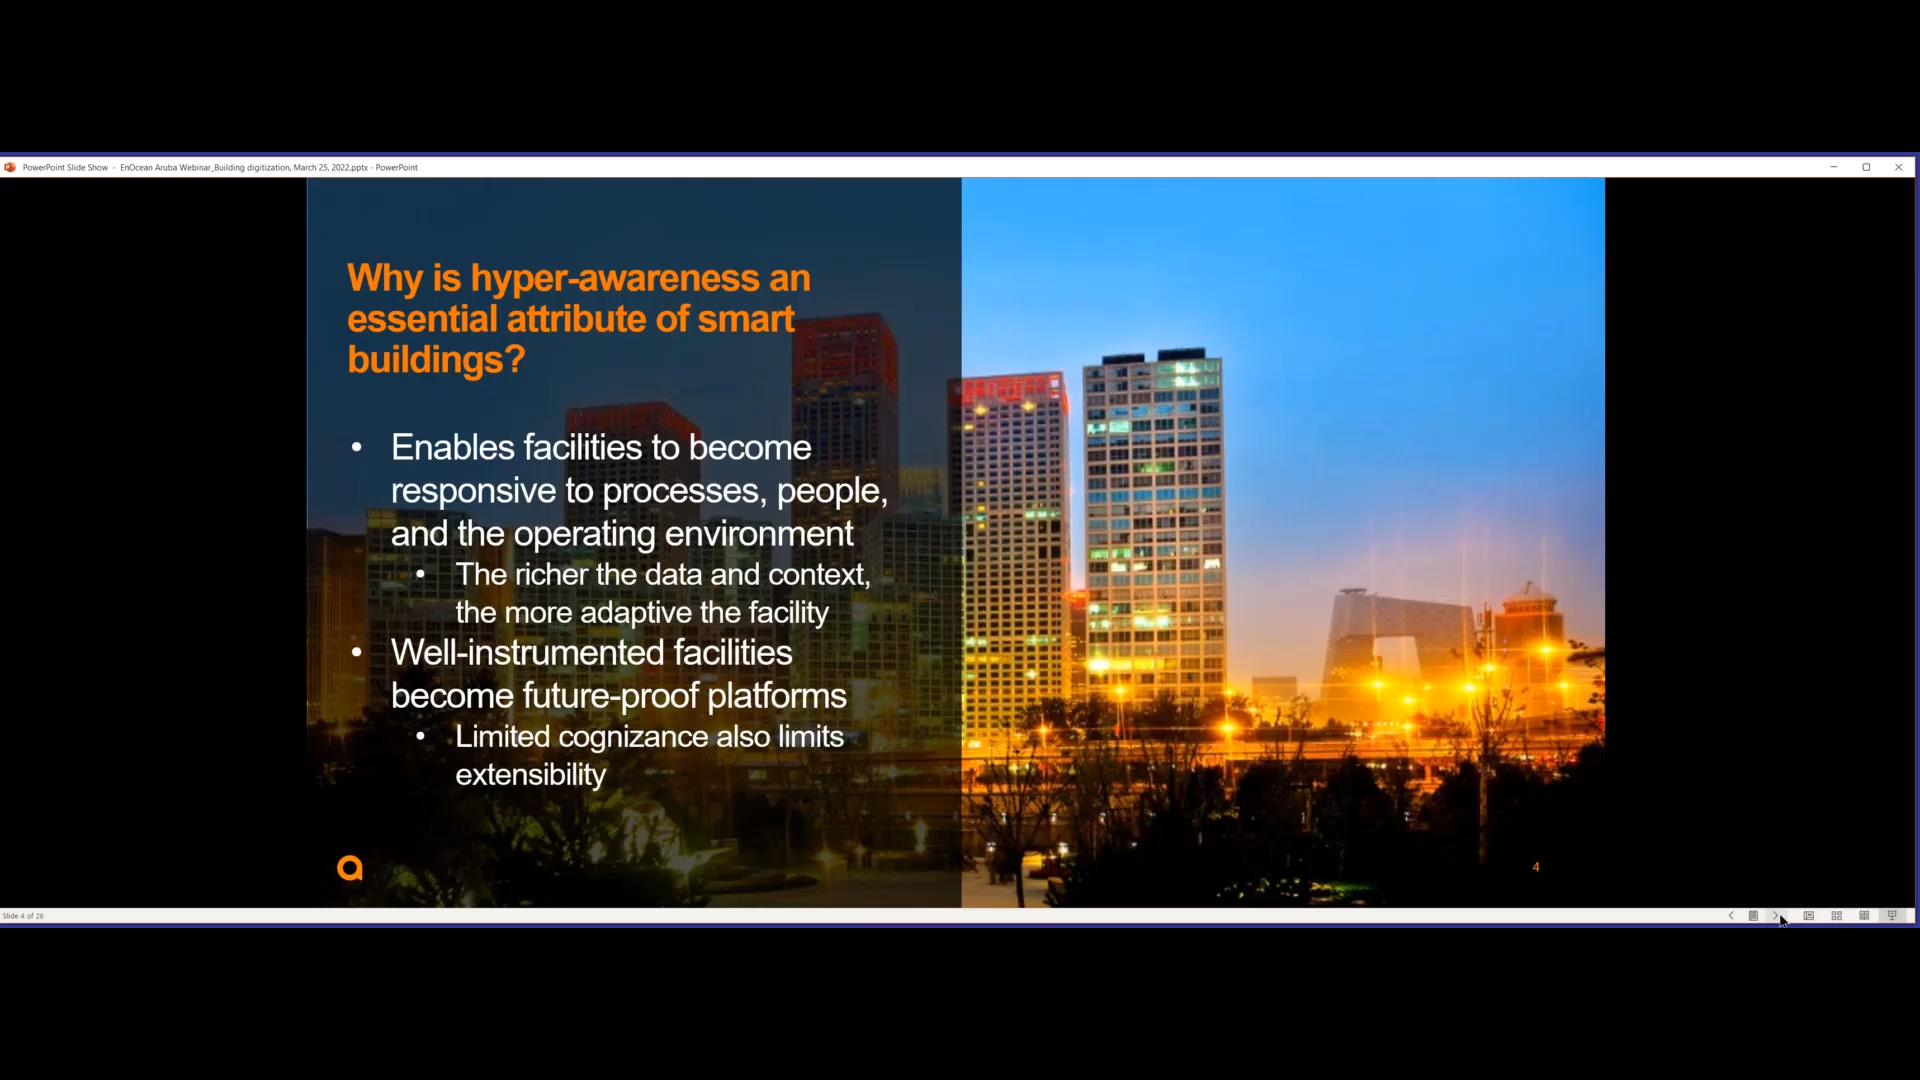 PowerPoint Slide Show - EnOcean Aruba Webinar_Building digitization, March 25, 2022.pptx - PowerPoint
Why is hyper-awareness an
essential attribute of smart
buildings?
• Enables facilities to become
responsive to processes, people,
and the operating environment
• The richer the data and context,
the more adaptive the facility
• Well-instrumented facilities
become future-proof platforms
• Limited cognizance also limits
extensibility
4
Slide 4 of 26